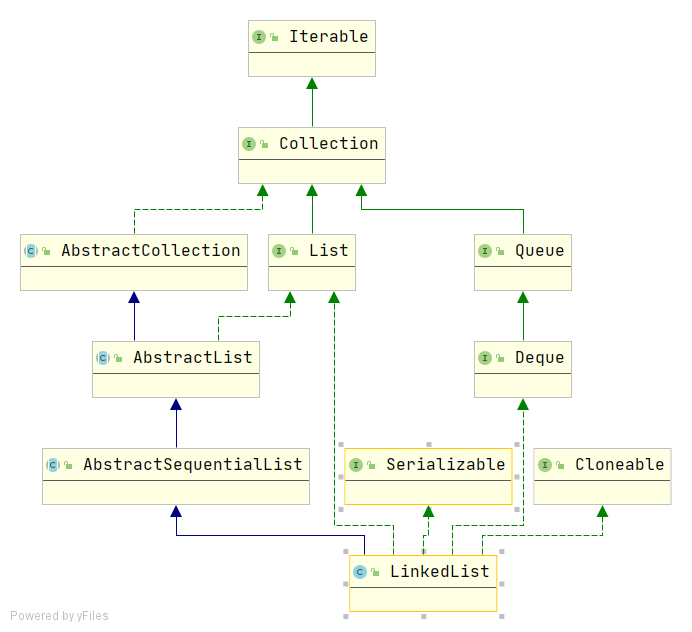 Iterable
Collection
AbstractCollection
List
Queue
AbstractList
Deque
AbstractSequentialList
Serializable
Cloneable
LinkedList
Powered by yFiles